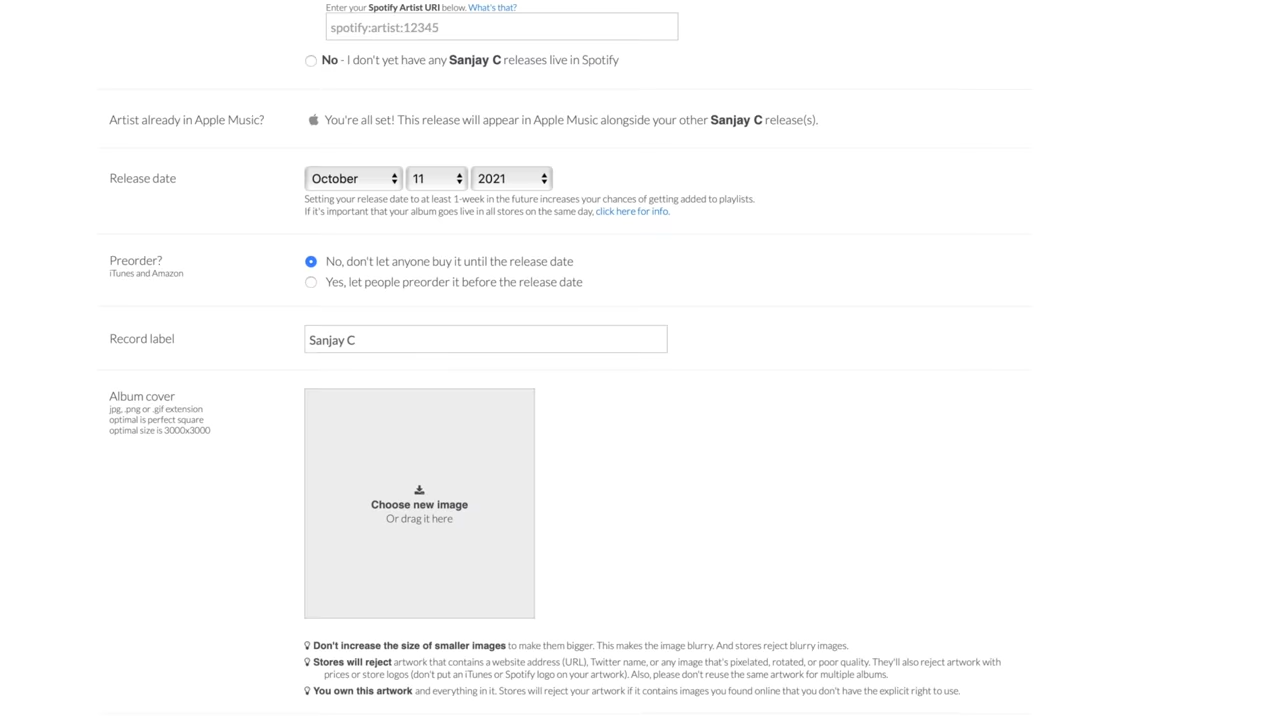 Enter your Spotify Artist URI below. What's that?
spotify:artist:12345
No - I don't yet have any Sanjay C releases live in Spotify
Artist already in Apple Music?
You're all set! This release will appear in Apple Music alongside your other Sanjay C release(s).
Release date
October 11 2021
Setting your release date to at least 1-week in the future increases your chances of getting added to playlists.
If it's important that your album goes live in all stores on the same day, click here for info.
Preorder?
iTunes and Amazon
No, don't let anyone buy it until the release date
Yes, let people preorder it before the release date
Record label
Sanjay C
Album cover
jpg, .png or .gif extension
optimal is perfect square
optimal size is 3000x3000
Choose new image
Or drag it here
Don't increase the size of smaller images to make them bigger. This makes the image blurry. And stores reject blurry images.
Stores will reject artwork that contains a website address (URL), Twitter name, or any image that's pixelated, rotated, or poor quality. They'll also reject artwork with
prices or store logos (don't put an iTunes or Spotify logo on your artwork). Also, please don't reuse the same artwork for multiple albums.
You own this artwork and everything in it. Stores will reject your artwork if it contains images you found online that you don't have the explicit right to use.